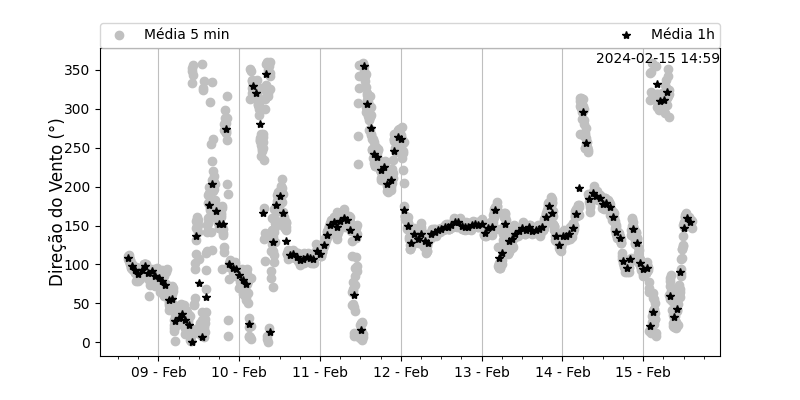 Média 5 min
Média 1h
2024-02-15 14:59
350
300
250
200
150
100
50
0
Direção do Vento (°)
09 - Feb
10 - Feb
11 - Feb
12 - Feb
13 - Feb
14 - Feb
15 - Feb